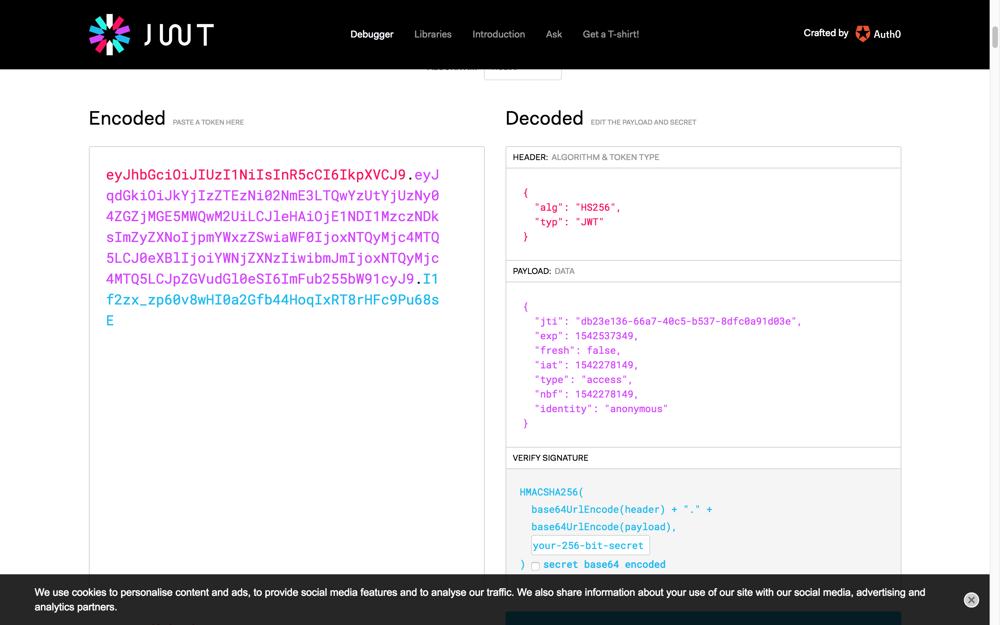 JWT
Debugger Libraries Introduction Ask Get a T-shirt!
Crafted by Auth0
Encoded PASTE A TOKEN HERE
eyJhbGciOiJIUzI1NiIsInR5cCI6IkpXVCJ9.eyJ
qdGkiOiJkYjIzZTEzNi02NmE3LTQwYzUtYjUzNy0
4ZGZjMGE5MWQwM2UiLCJleHAiOjE1NDI1MzczNDk
sImZyZXNoIjpmYWxzZSwiaWF0IjoxNTQyMjc4MTQ
5LCJ0eXBlIjoiYWNjZXNzIiwibmJmIjoxNTQyMjc
4MTQ5LCJpZGVudGl0eSI6ImFub255bW91cyJ9.I1
f2zx_zp60v8wHI0a2Gfb44HoqIxRT8rHFc9Pu68s
E
Decoded EDIT THE PAYLOAD AND SECRET
HEADER: ALGORITHM & TOKEN TYPE
{
"alg": "HS256",
"typ": "JWT"
}
PAYLOAD: DATA
{
"jti": "db23e136-66a7-40c5-b537-8dfc0a91d03e",
"exp": 1542537349,
"fresh": false,
"iat": 1542278149,
"type": "access",
"nbf": 1542278149,
"identity": "anonymous"
}
VERIFY SIGNATURE
HMACSHA256(
base64UrlEncode(header) + "." +
base64UrlEncode(payload),
your-256-bit-secret
) secret base64 encoded
We use cookies to personalise content and ads, to provide social media features and to analyse our traffic. We also share information about your use of our site with our social media, advertising and
analytics partners.